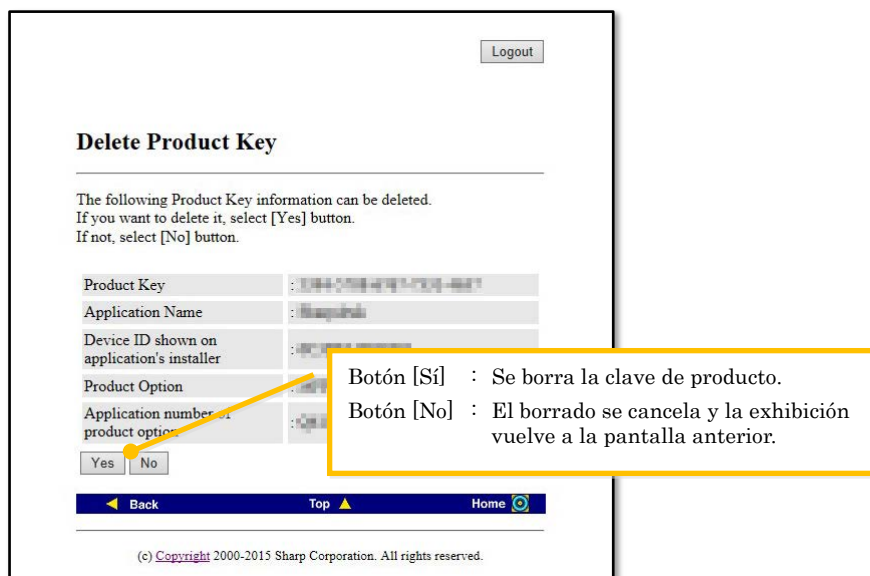 Logout
Delete Product Key
The following Product Key information can be deleted.
If you want to delete it, select [Yes] button.
If not, select [No] button.
Product Key :
Application Name :
Device ID shown on
application's installer :
Product Option :
Application number of
product option :
Botón [Sí] : Se borra la clave de producto.
Botón [No] : El borrado se cancela y la exhibición
vuelve a la pantalla anterior.
Yes No
Back Top Home
(c) Copyright 2000-2015 Sharp Corporation. All rights reserved.